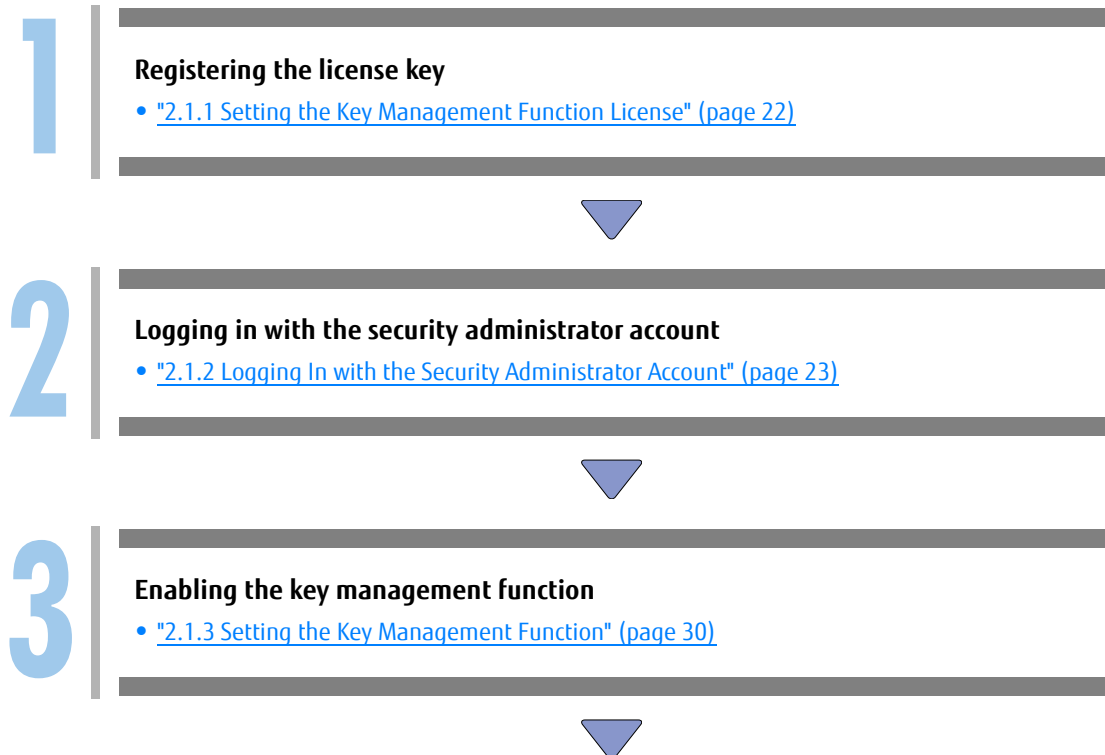 1
Registering the license key
• "2.1.1 Setting the Key Management Function License" (page 22)
2
Logging in with the security administrator account
• "2.1.2 Logging In with the Security Administrator Account" (page 23)
3
Enabling the key management function
• "2.1.3 Setting the Key Management Function" (page 30)